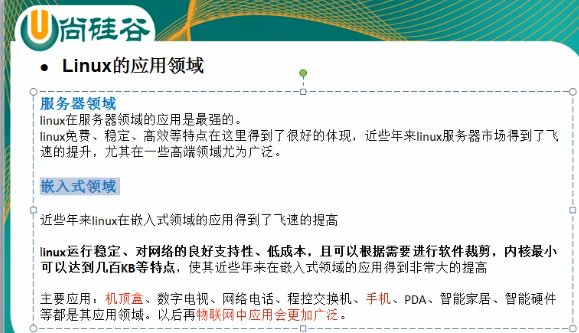 尚硅谷
● Linux的应用领域
服务器领域
linux在服务器领域的应用是最强的。
linux免费、稳定、高效等特点在这里得到了很好的体现，近些年来linux服务器市场得到了飞
速的提升，尤其在一些高端领域尤为广泛。
嵌入式领域
近些年来linux在嵌入式领域的应用得到了飞速的提高
linux运行稳定、对网络的良好支持性、低成本，且可以根据需要进行软件裁剪，内核最小
可以达到几百KB等特点，使其近些年来在嵌入式领域的应用得到非常大的提高
主要应用：机顶盒、数字电视、网络电话、程控交换机、手机、PDA、智能家居、智能硬件
等都是其应用领域。以后再物联网中应用会更加广泛。